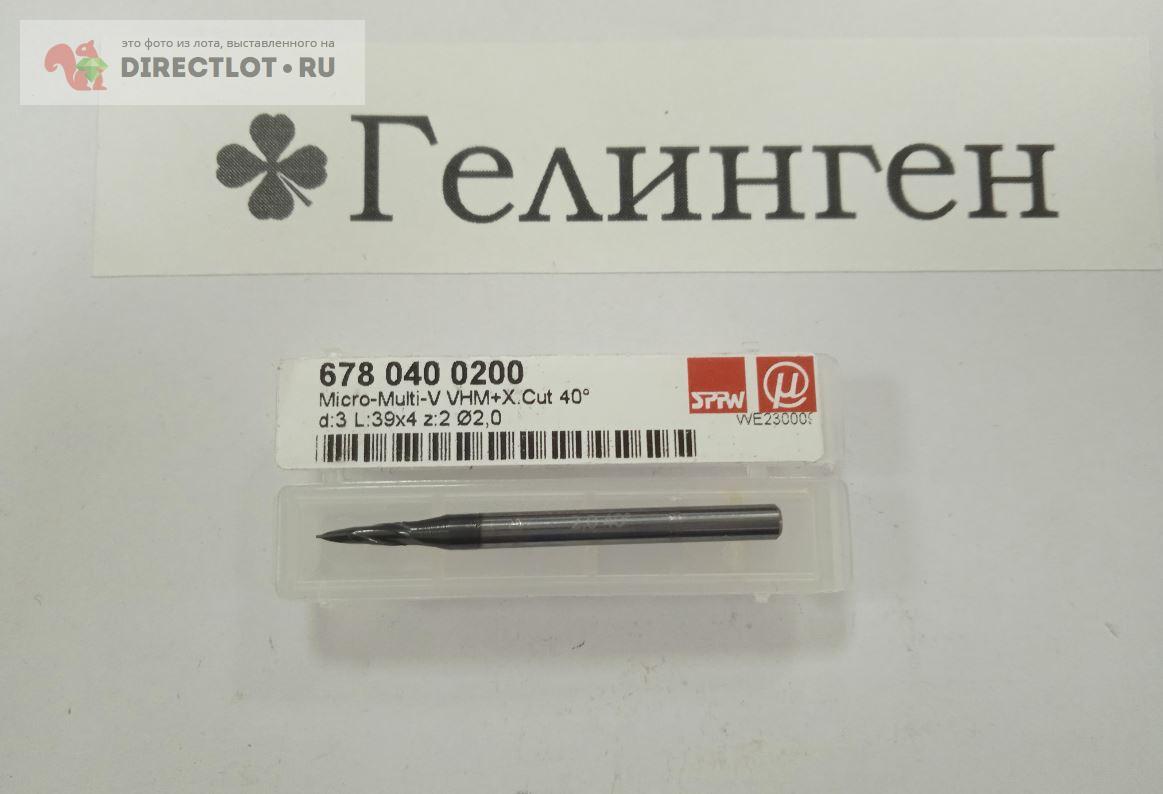 это фото из лота, выставленного на
DIRECTLOT•RU
Гелинген
678 040 0200
Micro-Multi-V VHM+X.Cut 40°
d:3 L:39x4 z:2 Ø2,0
SPPW
µ